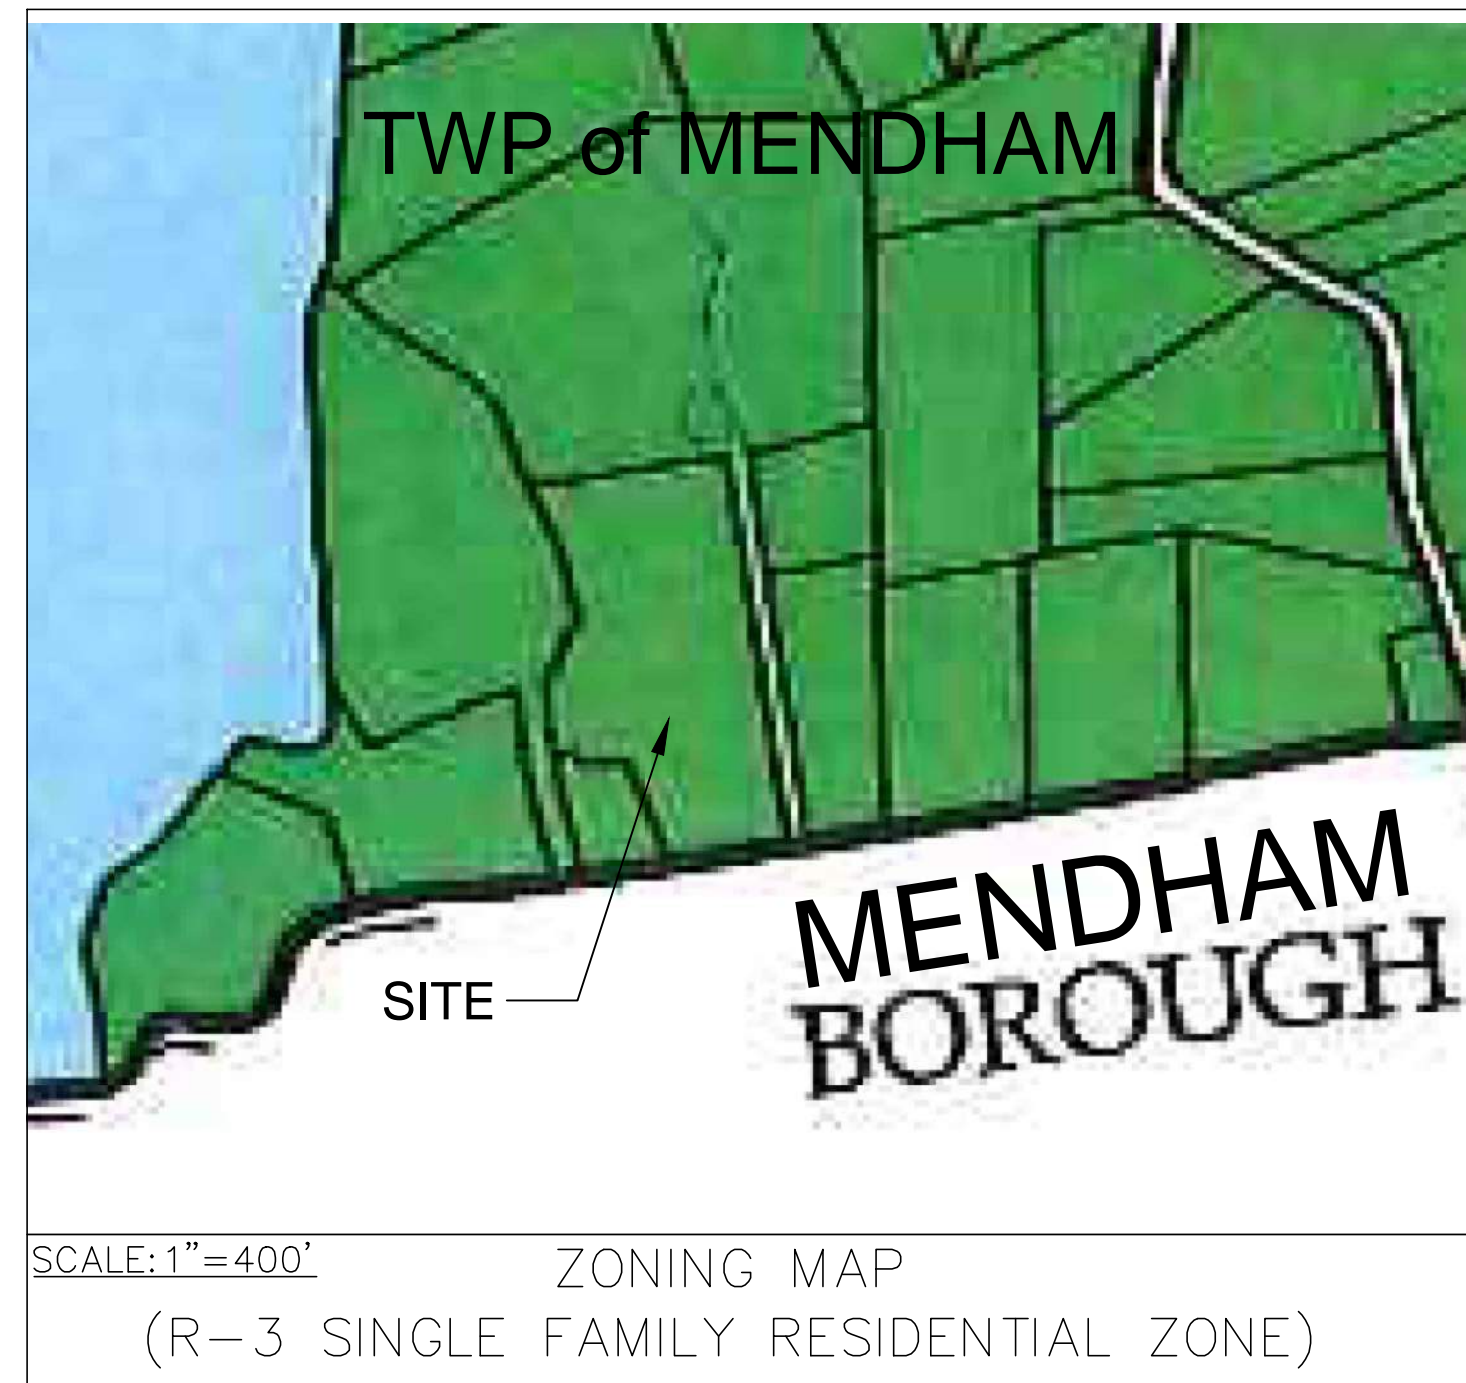 TWP of MENDHAM
MENDHAM
BOROUGH
SITE
SCALE: 1"=400'
ZONING MAP
(R-3 SINGLE FAMILY RESIDENTIAL ZONE)